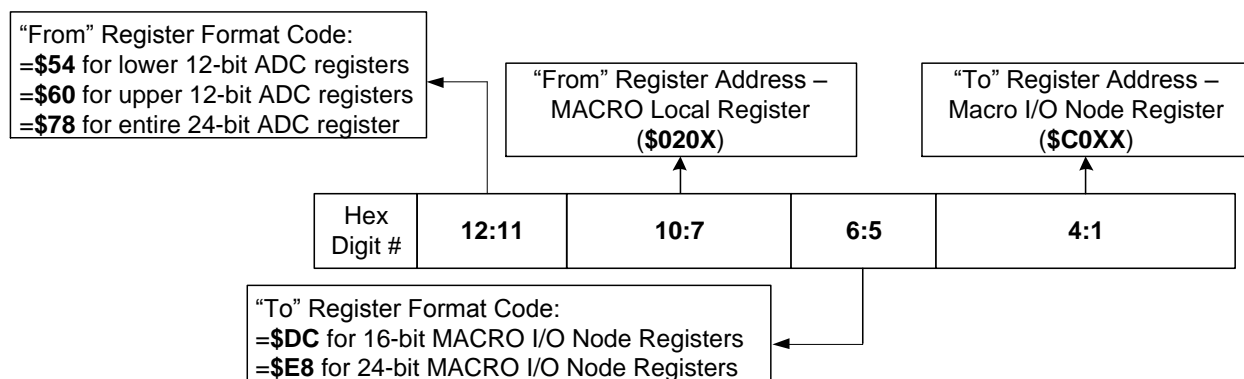 “From” Register Format Code:
=$54 for lower 12-bit ADC registers
=$60 for upper 12-bit ADC registers
=$78 for entire 24-bit ADC register
“From” Register Address –
MACRO Local Register
($020X)
“To” Register Address –
Macro I/O Node Register
($C0XX)
Hex
Digit #
12:11
10:7
6:5
4:1
“To” Register Format Code:
=$DC for 16-bit MACRO I/O Node Registers
=$E8 for 24-bit MACRO I/O Node Registers